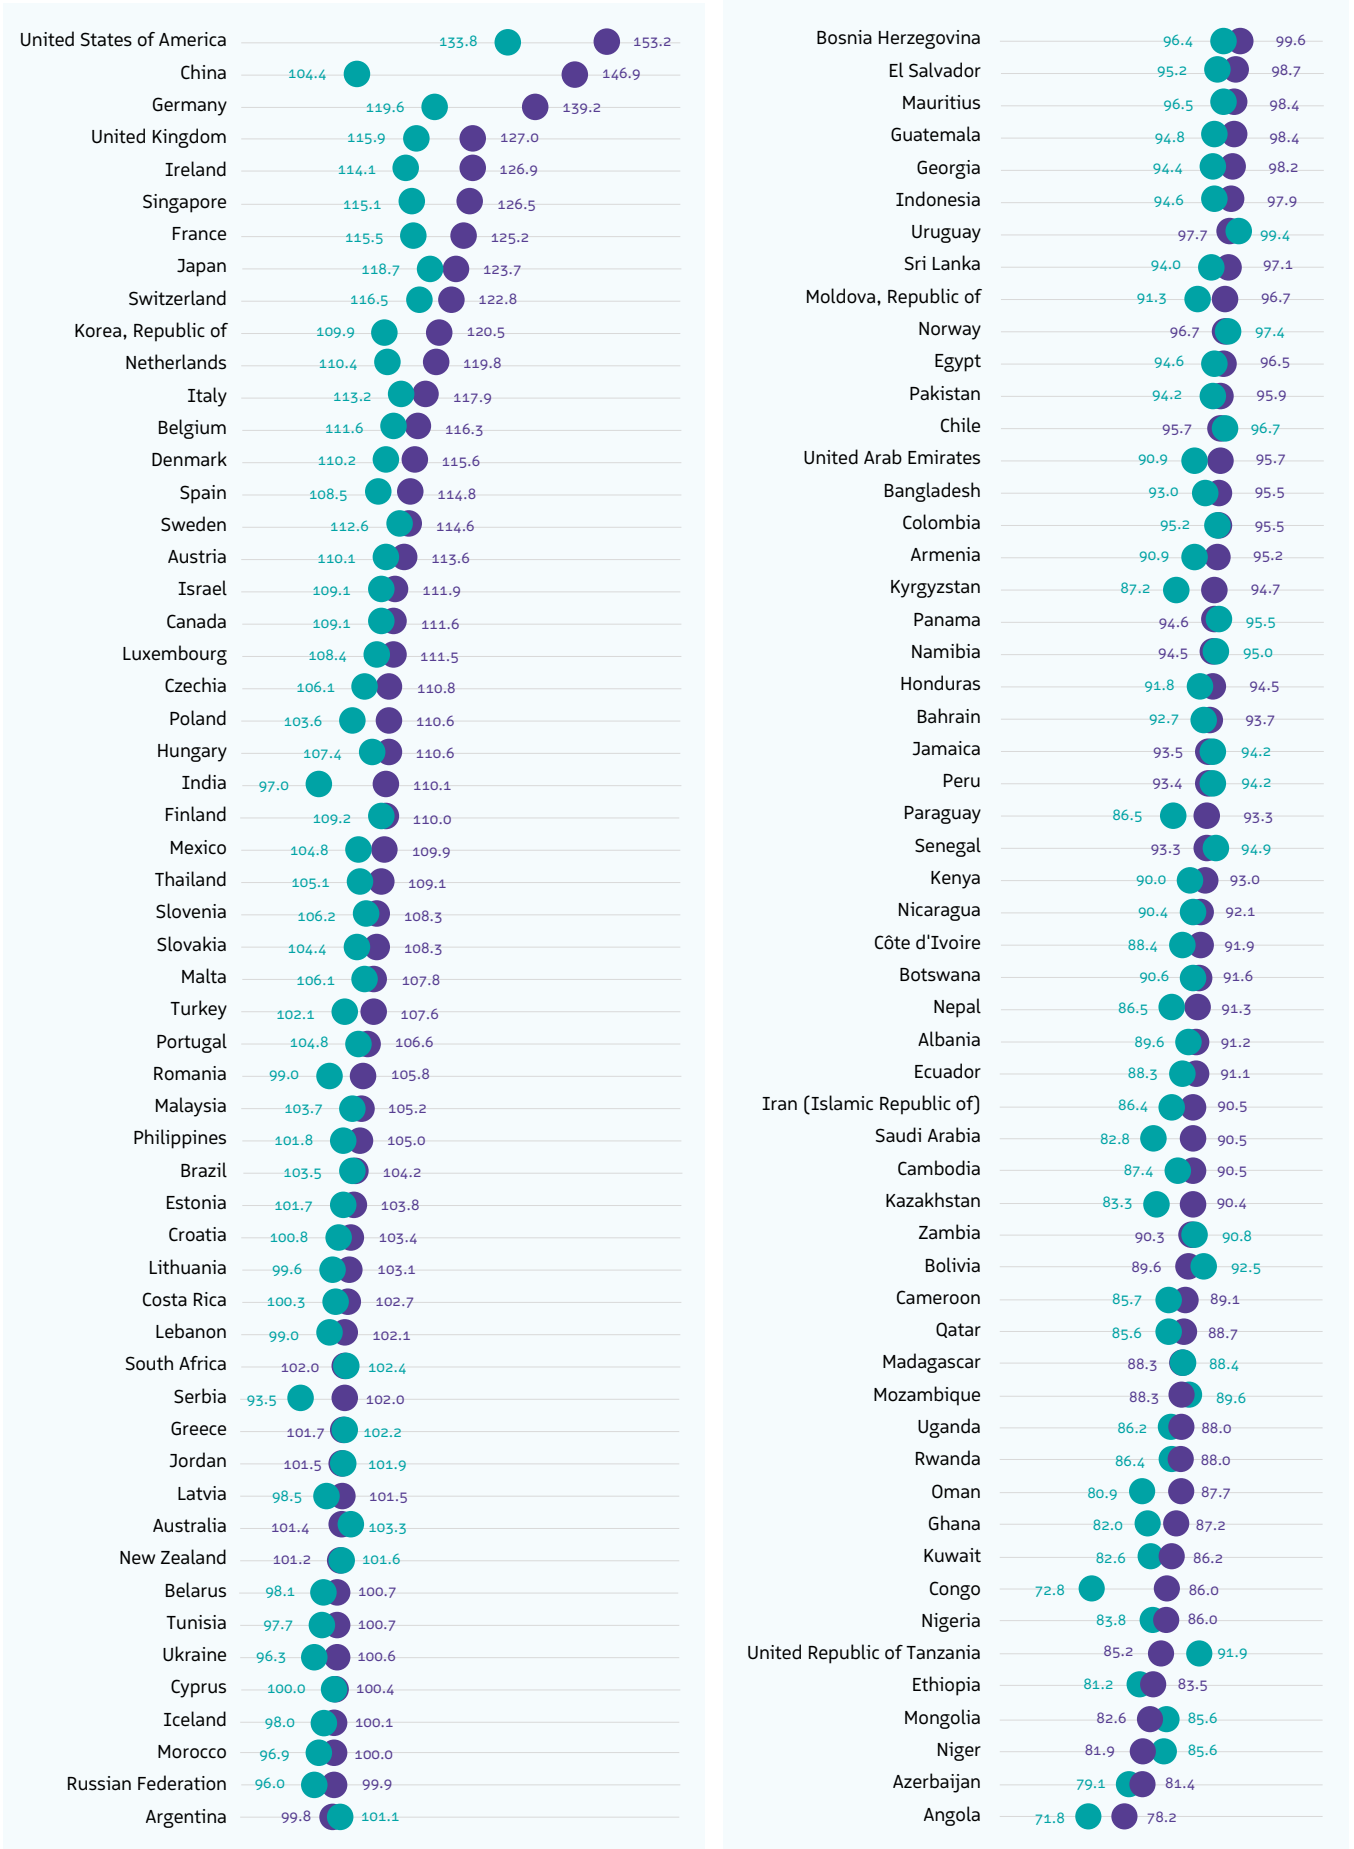 United States of America 133.8 153.2
China 104.4 146.9
Germany 119.6 139.2
United Kingdom 115.9 127.0
Ireland 114.1 126.9
Singapore 115.1 126.5
France 115.5 125.2
Japan 118.7 123.7
Switzerland 116.5 122.8
Korea, Republic of 109.9 120.5
Netherlands 110.4 119.8
Italy 113.2 117.9
Belgium 111.6 116.3
Denmark 110.2 115.6
Spain 108.5 114.8
Sweden 112.6 114.6
Austria 110.1 113.6
Israel 109.1 111.9
Canada 109.1 111.6
Luxembourg 108.4 111.5
Czechia 106.1 110.8
Poland 103.6 110.6
Hungary 107.4 110.6
India 97.0 110.1
Finland 109.2 110.0
Mexico 104.8 109.9
Thailand 105.1 109.1
Slovenia 106.2 108.3
Slovakia 104.4 108.3
Malta 106.1 107.8
Turkey 102.1 107.6
Portugal 104.8 106.6
Romania 99.0 105.8
Malaysia 103.7 105.2
Philippines 101.8 105.0
Brazil 103.5 104.2
Estonia 101.7 103.8
Croatia 100.8 103.4
Lithuania 99.6 103.1
Costa Rica 100.3 102.7
Lebanon 99.0 102.1
South Africa 102.0 102.4
Serbia 93.5 102.0
Greece 101.7 102.2
Jordan 101.5 101.9
Latvia 98.5 101.5
Australia 101.4 103.3
New Zealand 101.2 101.6
Belarus 98.1 100.7
Tunisia 97.7 100.7
Ukraine 96.3 100.6
Cyprus 100.0 100.4
Iceland 98.0 100.1
Morocco 96.9 100.0
Russian Federation 96.0 99.9
Argentina 99.8 101.1
Bosnia Herzegovina 96.4 99.6
El Salvador 95.2 98.7
Mauritius 96.5 98.4
Guatemala 94.8 98.4
Georgia 94.4 98.2
Indonesia 94.6 97.9
Uruguay 97.7 99.4
Sri Lanka 94.0 97.1
Moldova, Republic of 91.3 96.7
Norway 96.7 97.4
Egypt 94.6 96.5
Pakistan 94.2 95.9
Chile 95.7 96.7
United Arab Emirates 90.9 95.7
Bangladesh 93.0 95.5
Colombia 95.2 95.5
Armenia 90.9 95.2
Kyrgyzstan 87.2 94.7
Panama 94.6 95.5
Namibia 94.5 95.0
Honduras 91.8 94.5
Bahrain 92.7 93.7
Jamaica 93.5 94.2
Peru 93.4 94.2
Paraguay 86.5 93.3
Senegal 93.3 94.9
Kenya 90.0 93.0
Nicaragua 90.4 92.1
Côte d'Ivoire 88.4 91.9
Botswana 90.6 91.6
Nepal 86.5 91.3
Albania 89.6 91.2
Ecuador 88.3 91.1
Iran (Islamic Republic of) 86.4 90.5
Saudi Arabia 82.8 90.5
Cambodia 87.4 90.5
Kazakhstan 83.3 90.4
Zambia 90.3 90.8
Bolivia 89.6 92.5
Cameroon 85.7 89.1
Qatar 85.6 88.7
Madagascar 88.3 88.4
Mozambique 88.3 89.6
Uganda 86.2 88.0
Rwanda 86.4 88.0
Oman 80.9 87.7
Ghana 82.0 87.2
Kuwait 82.6 86.2
Congo 72.8 86.0
Nigeria 83.8 86.0
United Republic of Tanzania 85.2 91.9
Ethiopia 81.2 83.5
Mongolia 82.6 85.6
Niger 81.9 85.6
Azerbaijan 79.1 81.4
Angola 71.8 78.2